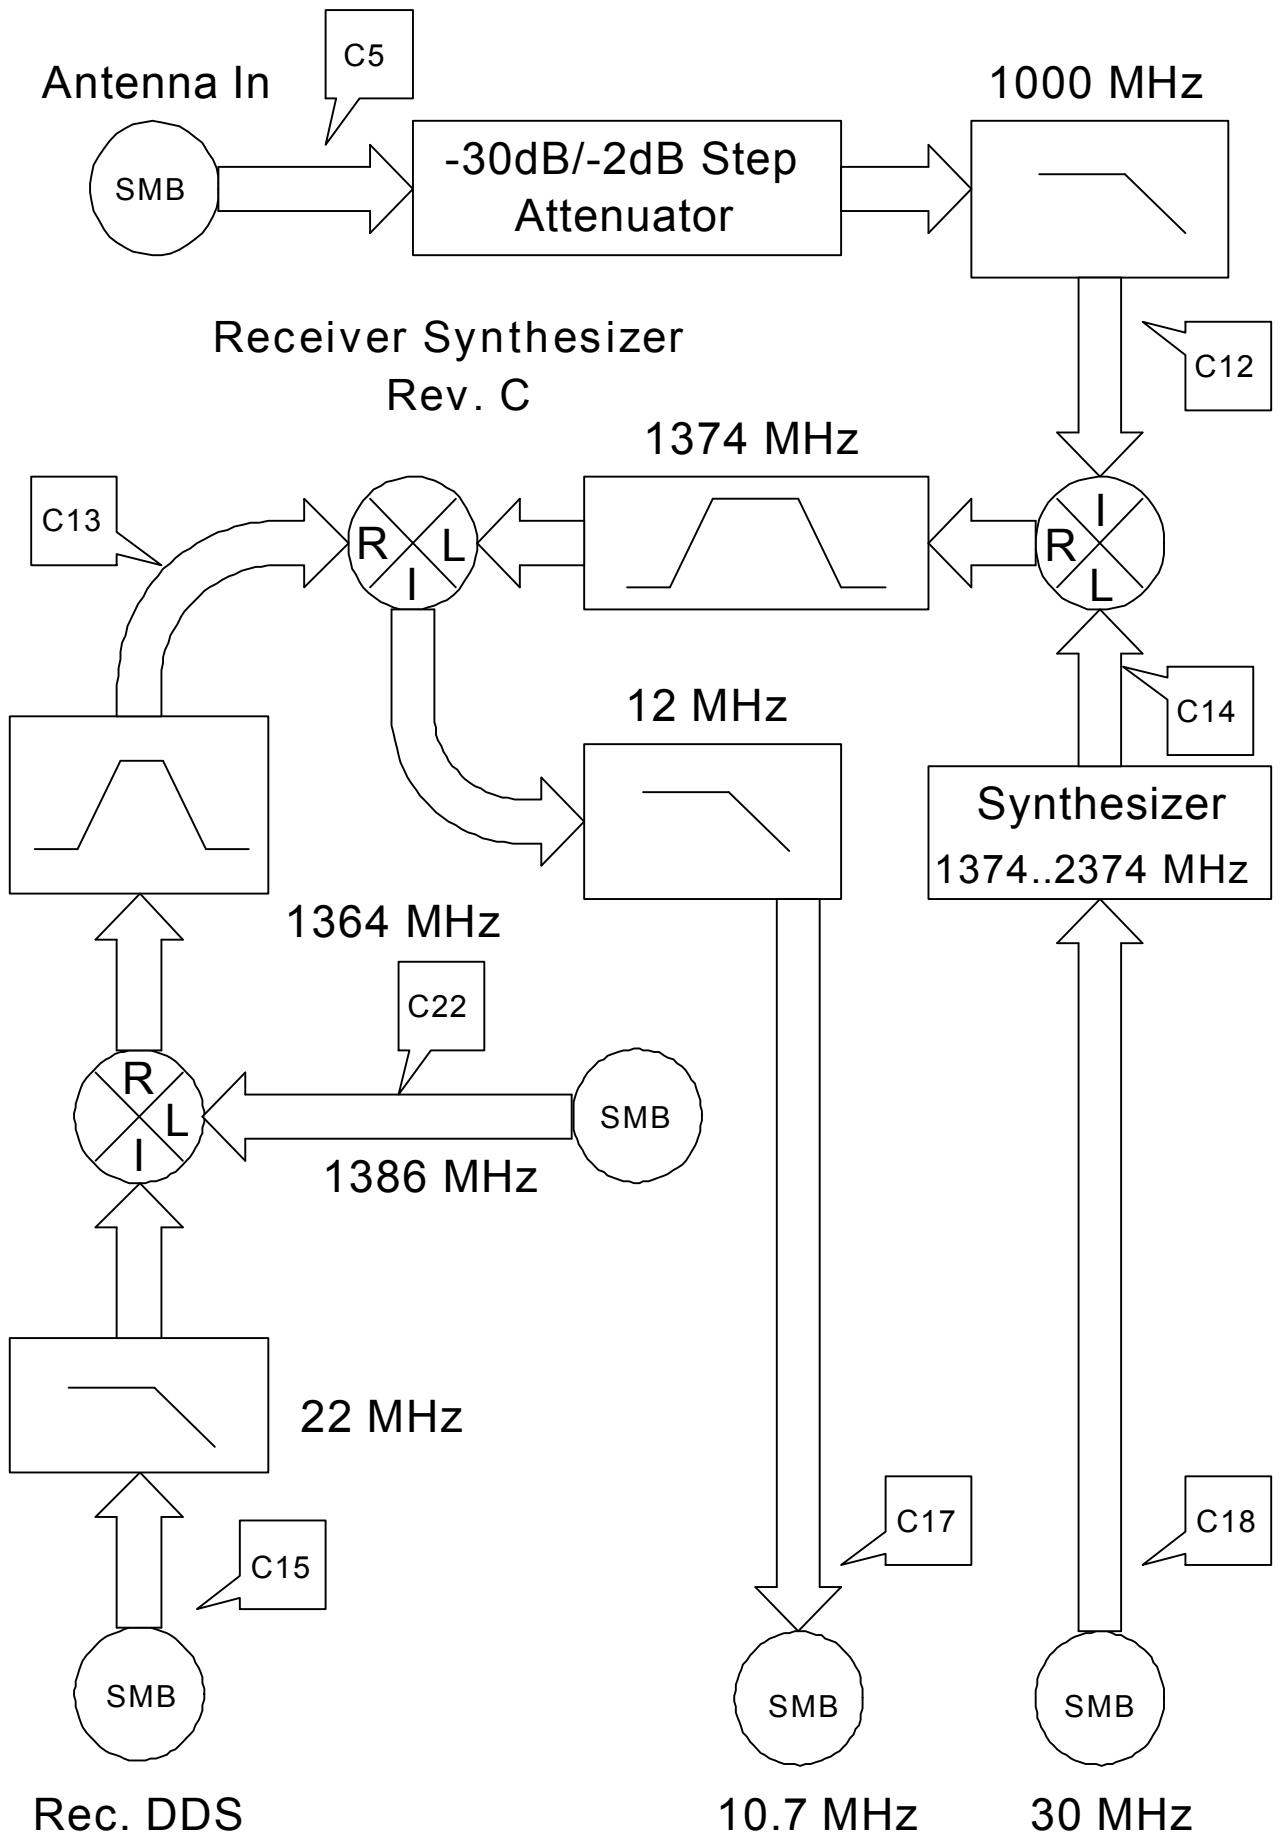 C5
Antenna In
1000 MHz
SMB
-30dB/-2dB Step
Attenuator
Receiver Synthesizer
Rev. C
C12
1374 MHz
C13
R
L
I
I
R
L
12 MHz
C14
Synthesizer
1374..2374 MHz
1364 MHz
C22
R
L
I
SMB
1386 MHz
22 MHz
C15
C17
C18
SMB
SMB
SMB
Rec. DDS
10.7 MHz
30 MHz